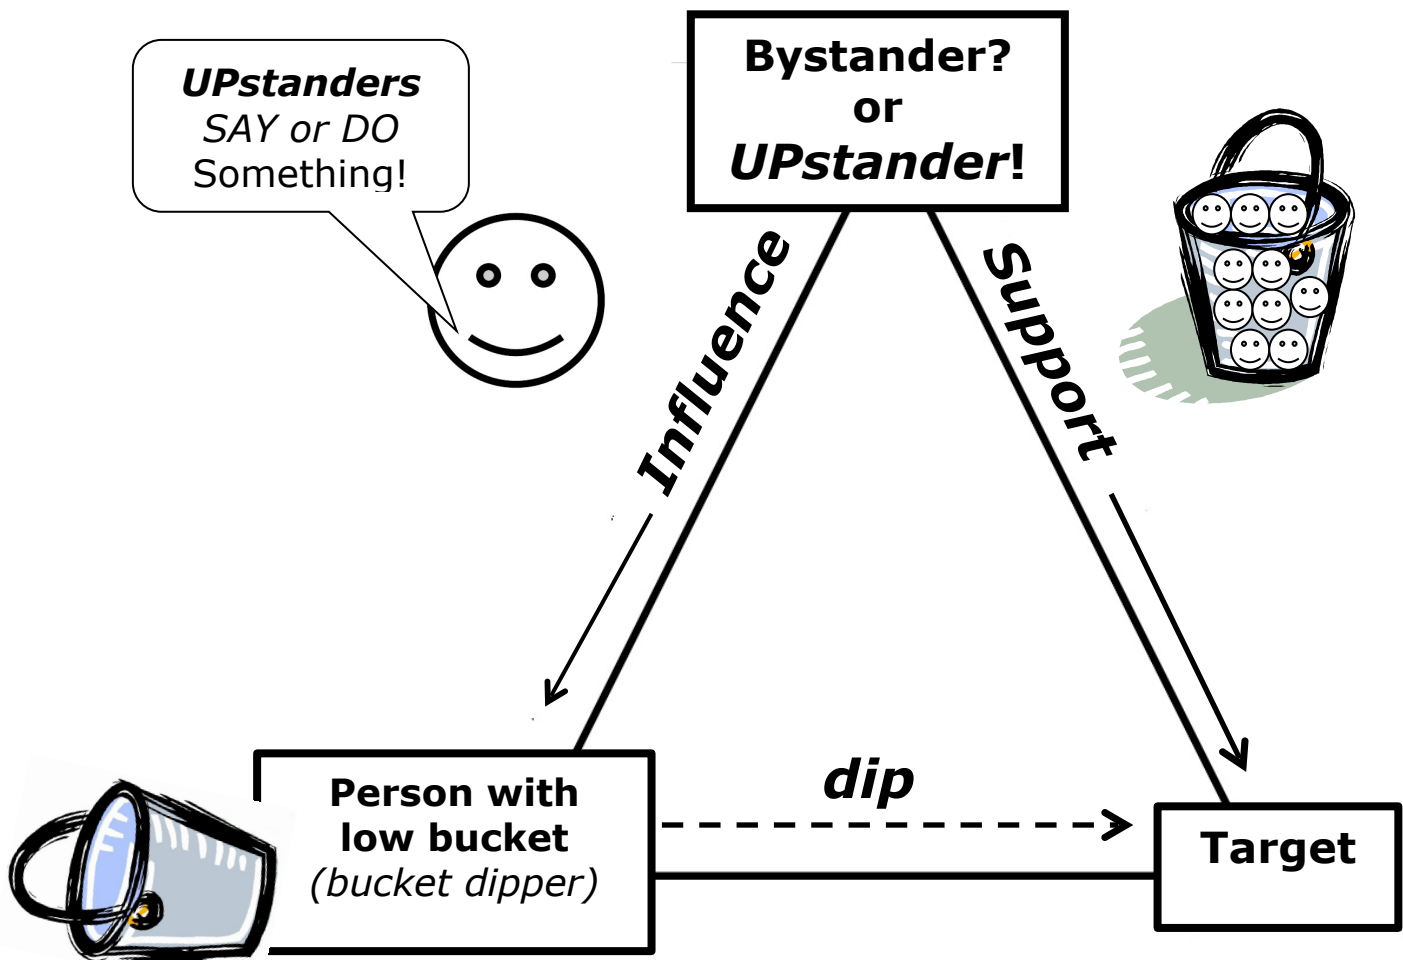 UPstanders
SAY or DO
Something!
Bystander?
or
UPstander!
Influence
Support
Person with
low bucket
(bucket dipper)
dip
Target